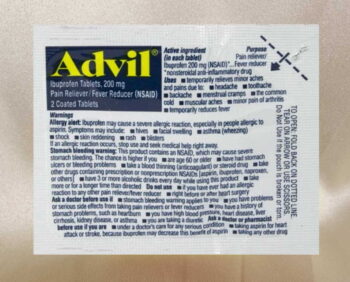 Advil®
Ibuprofen Tablets, 200 mg
Pain Reliever/Fever Reducer (NSAID)
2 Coated Tablets
Active ingredient Purpose
(in each tablet) Pain reliever/
Ibuprofen 200 mg (NSAID)*.. Fever reducer
*nonsteroidal anti-inflammatory drug
Uses ■ temporarily relieves minor aches
and pains due to: ■ headache ■ toothache
■ backache ■ menstrual cramps ■ the common
cold ■ muscular aches ■ minor pain of arthritis
■ temporarily reduces fever
Warnings
Allergy alert: Ibuprofen may cause a severe allergic reaction, especially in people allergic to
aspirin. Symptoms may include: ■ hives ■ facial swelling ■ asthma (wheezing)
■ shock ■ skin reddening ■ rash ■ blisters
If an allergic reaction occurs, stop use and seek medical help right away.
Stomach bleeding warning: This product contains an NSAID, which may cause severe
stomach bleeding. The chance is higher if you ■ are age 60 or older ■ have had stomach
ulcers or bleeding problems ■ take a blood thinning (anticoagulant) or steroid drug ■ take
other drugs containing prescription or nonprescription NSAIDs [aspirin, ibuprofen, naproxen,
or others] ■ have 3 or more alcoholic drinks every day while using this product ■ take
more or for a longer time than directed Do not use ■ if you have ever had an allergic
reaction to any other pain reliever/fever reducer ■ right before or after heart surgery
Ask a doctor before use if ■ stomach bleeding warning applies to you ■ you have problems
or serious side effects from taking pain relievers or fever reducers ■ you have a history of
stomach problems, such as heartburn ■ you have high blood pressure, heart disease, liver
cirrhosis, kidney disease, or asthma ■ you are taking a diuretic Ask a doctor or pharmacist
before use if you are ■ under a doctor's care for any serious condition ■ taking aspirin for heart
attack or stroke, because ibuprofen may decrease this benefit of aspirin ■ taking any other drug
TO OPEN: FOLD BACK ON DOTTED LINE
TEAR ON ARROW OR USE SCISSORS
Do Not Use if this pouch is open or torn.